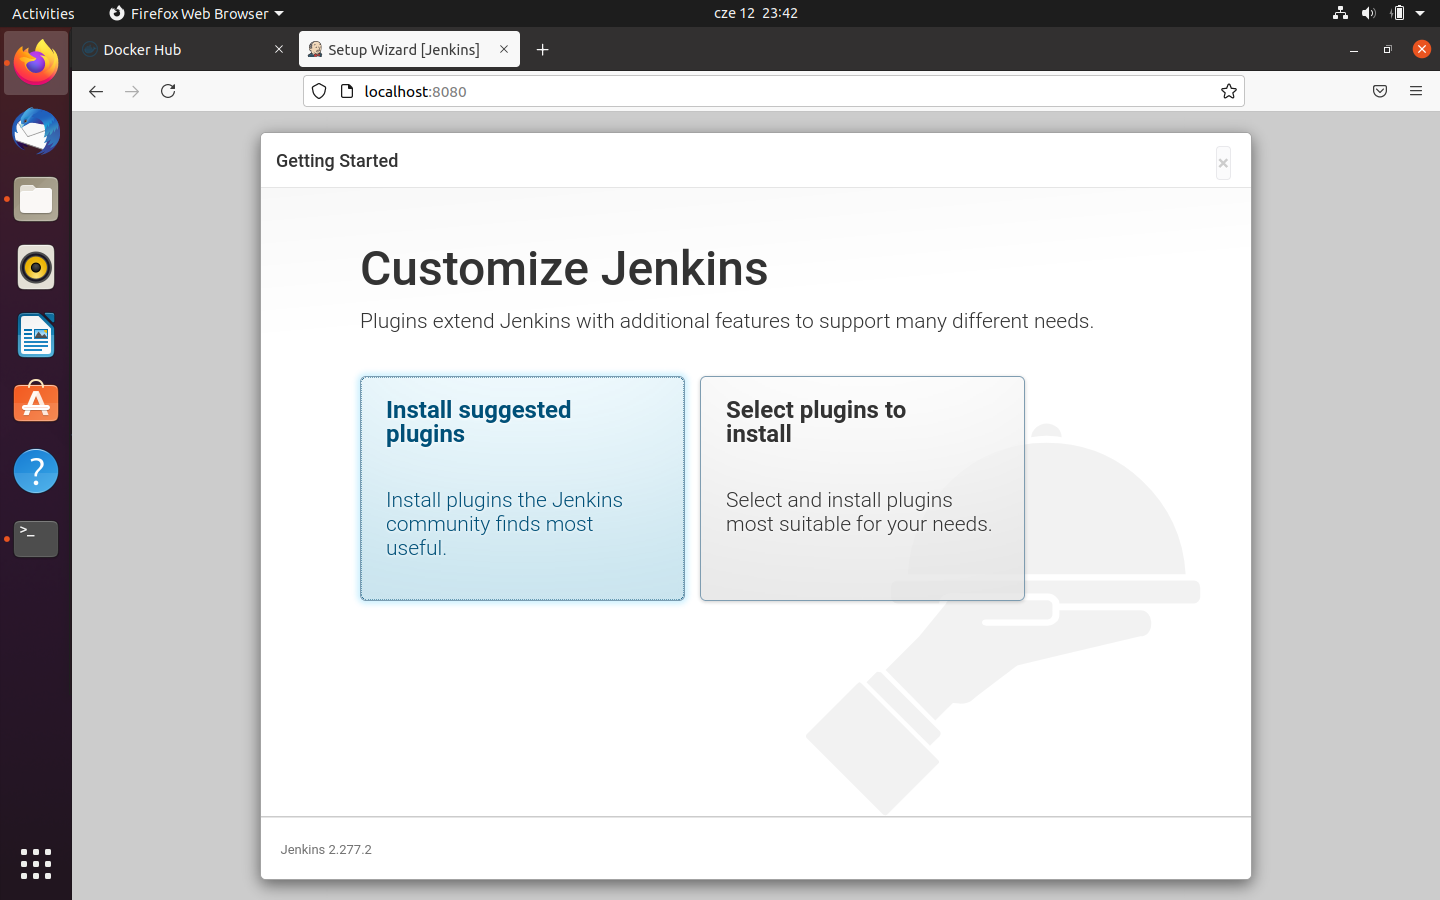 Activities
Firefox Web Browser
cze 12 23:42
Docker Hub
Setup Wizard [Jenkins]
localhost:8080
Getting Started
Customize Jenkins
Plugins extend Jenkins with additional features to support many different needs.
Install suggested
plugins
Install plugins the Jenkins
community finds most
useful.
Select plugins to
install
Select and install plugins
most suitable for your needs.
Jenkins 2.277.2